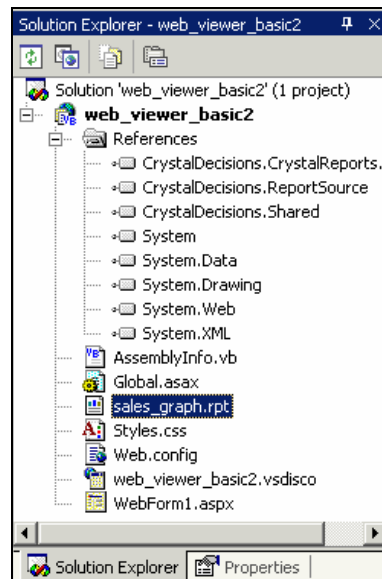 Solution Explorer - web_viewer_basic2
Solution 'web_viewer_basic2' (1 project)
web_viewer_basic2
References
CrystalDecisions.CrystalReports.
CrystalDecisions.ReportSource
CrystalDecisions.Shared
System
System.Data
System.Drawing
System.Web
System.XML
AssemblyInfo.vb
Global.asax
sales_graph.rpt
Styles.css
Web.config
web_viewer_basic2.vsdisco
WebForm1.aspx
Solution Explorer Properties